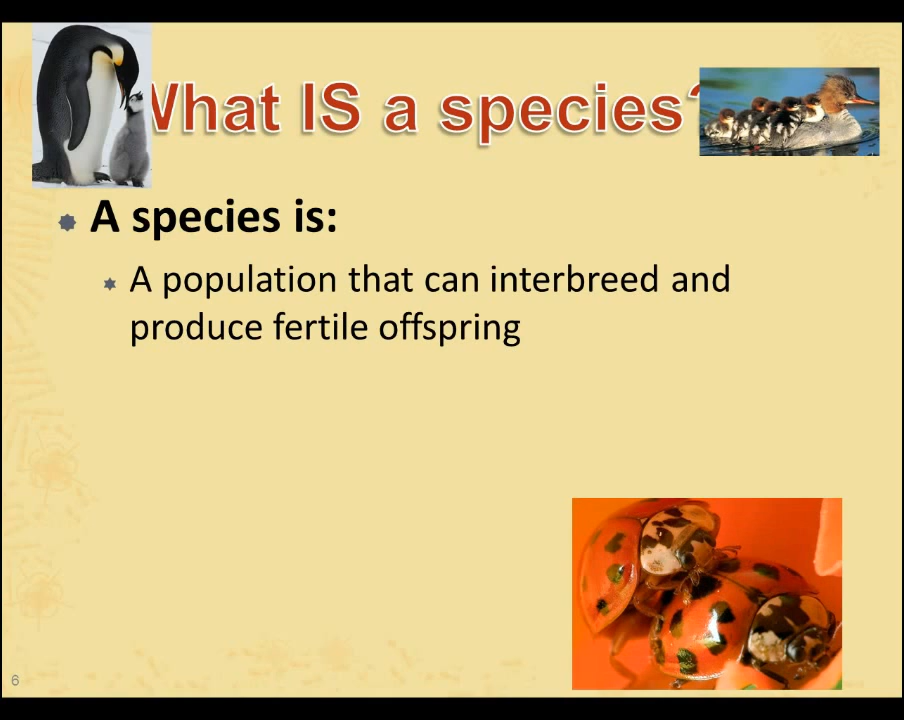 What IS a species?
A species is:
A population that can interbreed and
produce fertile offspring
6